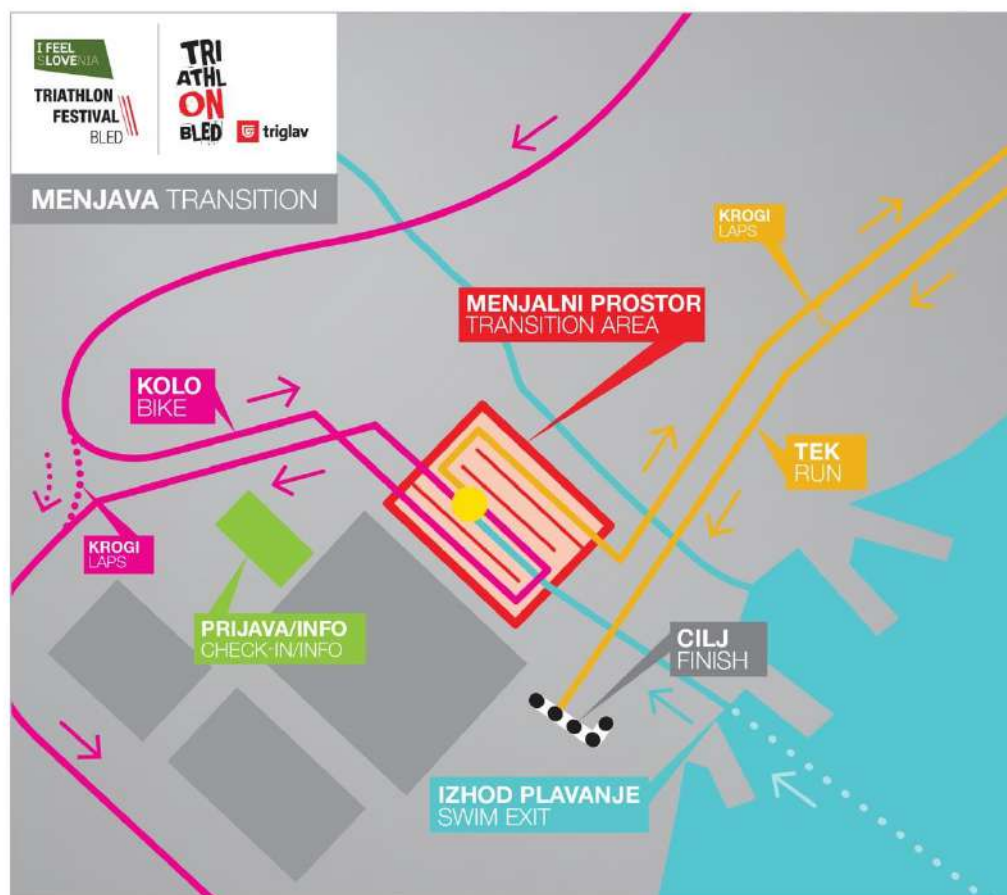 I FEEL
SLOVENIA
TRIATHLON
FESTIVAL
BLED
TRI
ATHL
ON
BLED
triglav
MENJAVA TRANSITION
KROGI
LAPS
MENJALNI PROSTOR
TRANSITION AREA
KOLO
BIKE
TEK
RUN
KROGI
LAPS
PRIJAVA/INFO
CHECK-IN/INFO
CILJ
FINISH
IZHOD PLAVANJE
SWIM EXIT